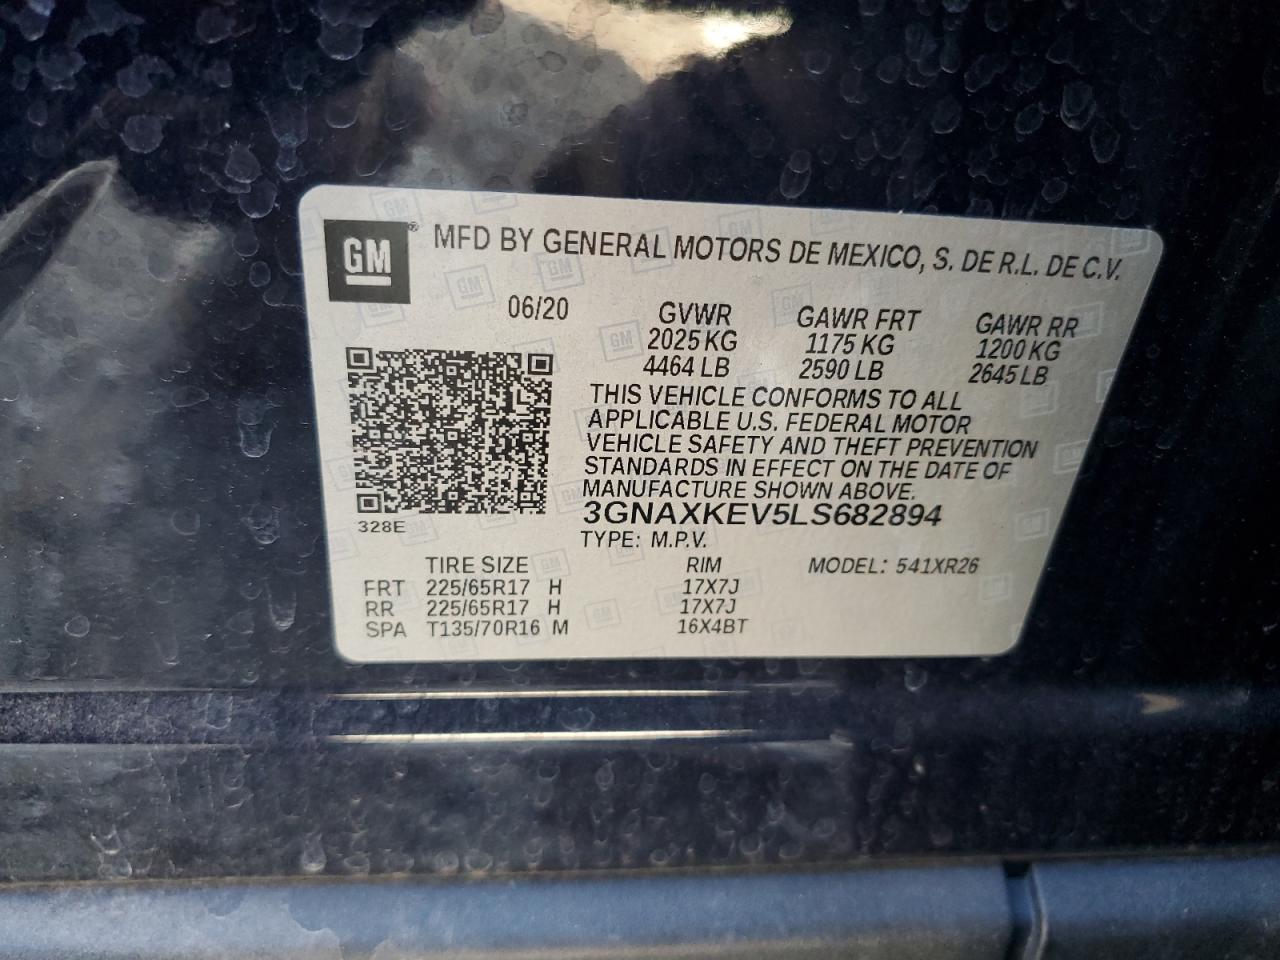 GM® MFD BY GENERAL MOTORS DE MEXICO, S. DE R.L. DE C.V.
06/20 GVWR GAWR FRT GAWR RR
2025 KG 1175 KG 1200 KG
4464 LB 2590 LB 2645 LB
THIS VEHICLE CONFORMS TO ALL
APPLICABLE U.S. FEDERAL MOTOR
VEHICLE SAFETY AND THEFT PREVENTION
STANDARDS IN EFFECT ON THE DATE OF
MANUFACTURE SHOWN ABOVE.
3GNAXKEV5LS682894
328E
TYPE: M.P.V.
TIRE SIZE RIM MODEL: 541XR26
FRT 225/65R17 H 17X7J
RR 225/65R17 H 17X7J
SPA T135/70R16 M 16X4BT